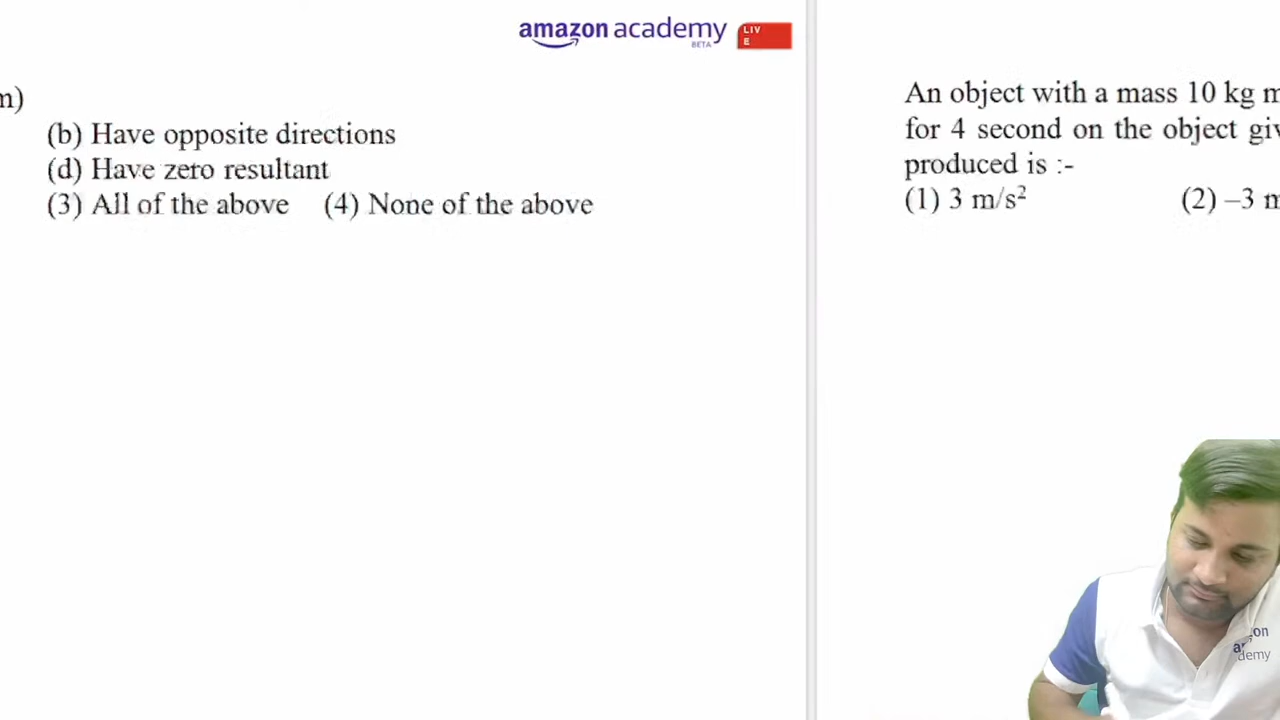 amazon academy
BETA
LIV
E
(b) Have opposite directions
(d) Have zero resultant
(3) All of the above (4) None of the above
An object with a mass 10 kg
for 4 second on the object
produced is :-
(1) 3 m/s²
(2) –3